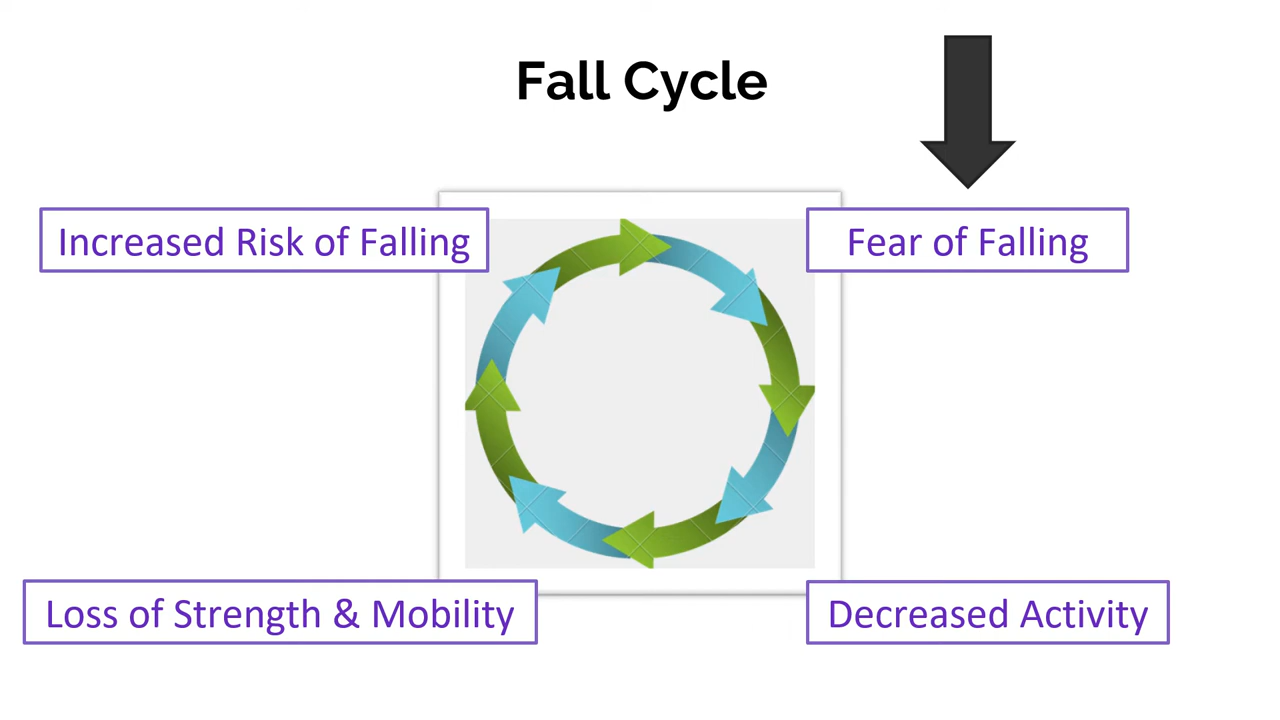 Fall Cycle
Increased Risk of Falling
Fear of Falling
Loss of Strength & Mobility
Decreased Activity